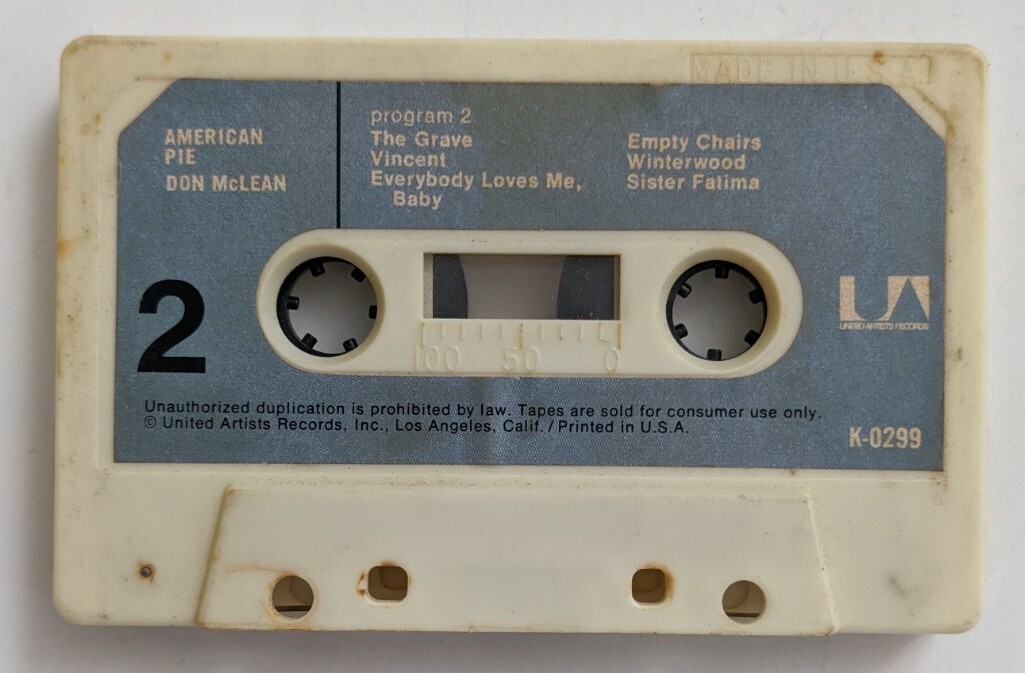 MADE IN U.S.A.
AMERICAN
PIE
DON McLEAN
program 2
The Grave
Vincent
Everybody Loves Me,
Baby
Empty Chairs
Winterwood
Sister Fatima
2
100 50 0
UA
UNITED ARTISTS RECORDS
Unauthorized duplication is prohibited by law. Tapes are sold for consumer use only.
© United Artists Records, Inc., Los Angeles, Calif. / Printed in U.S.A.
K-0299